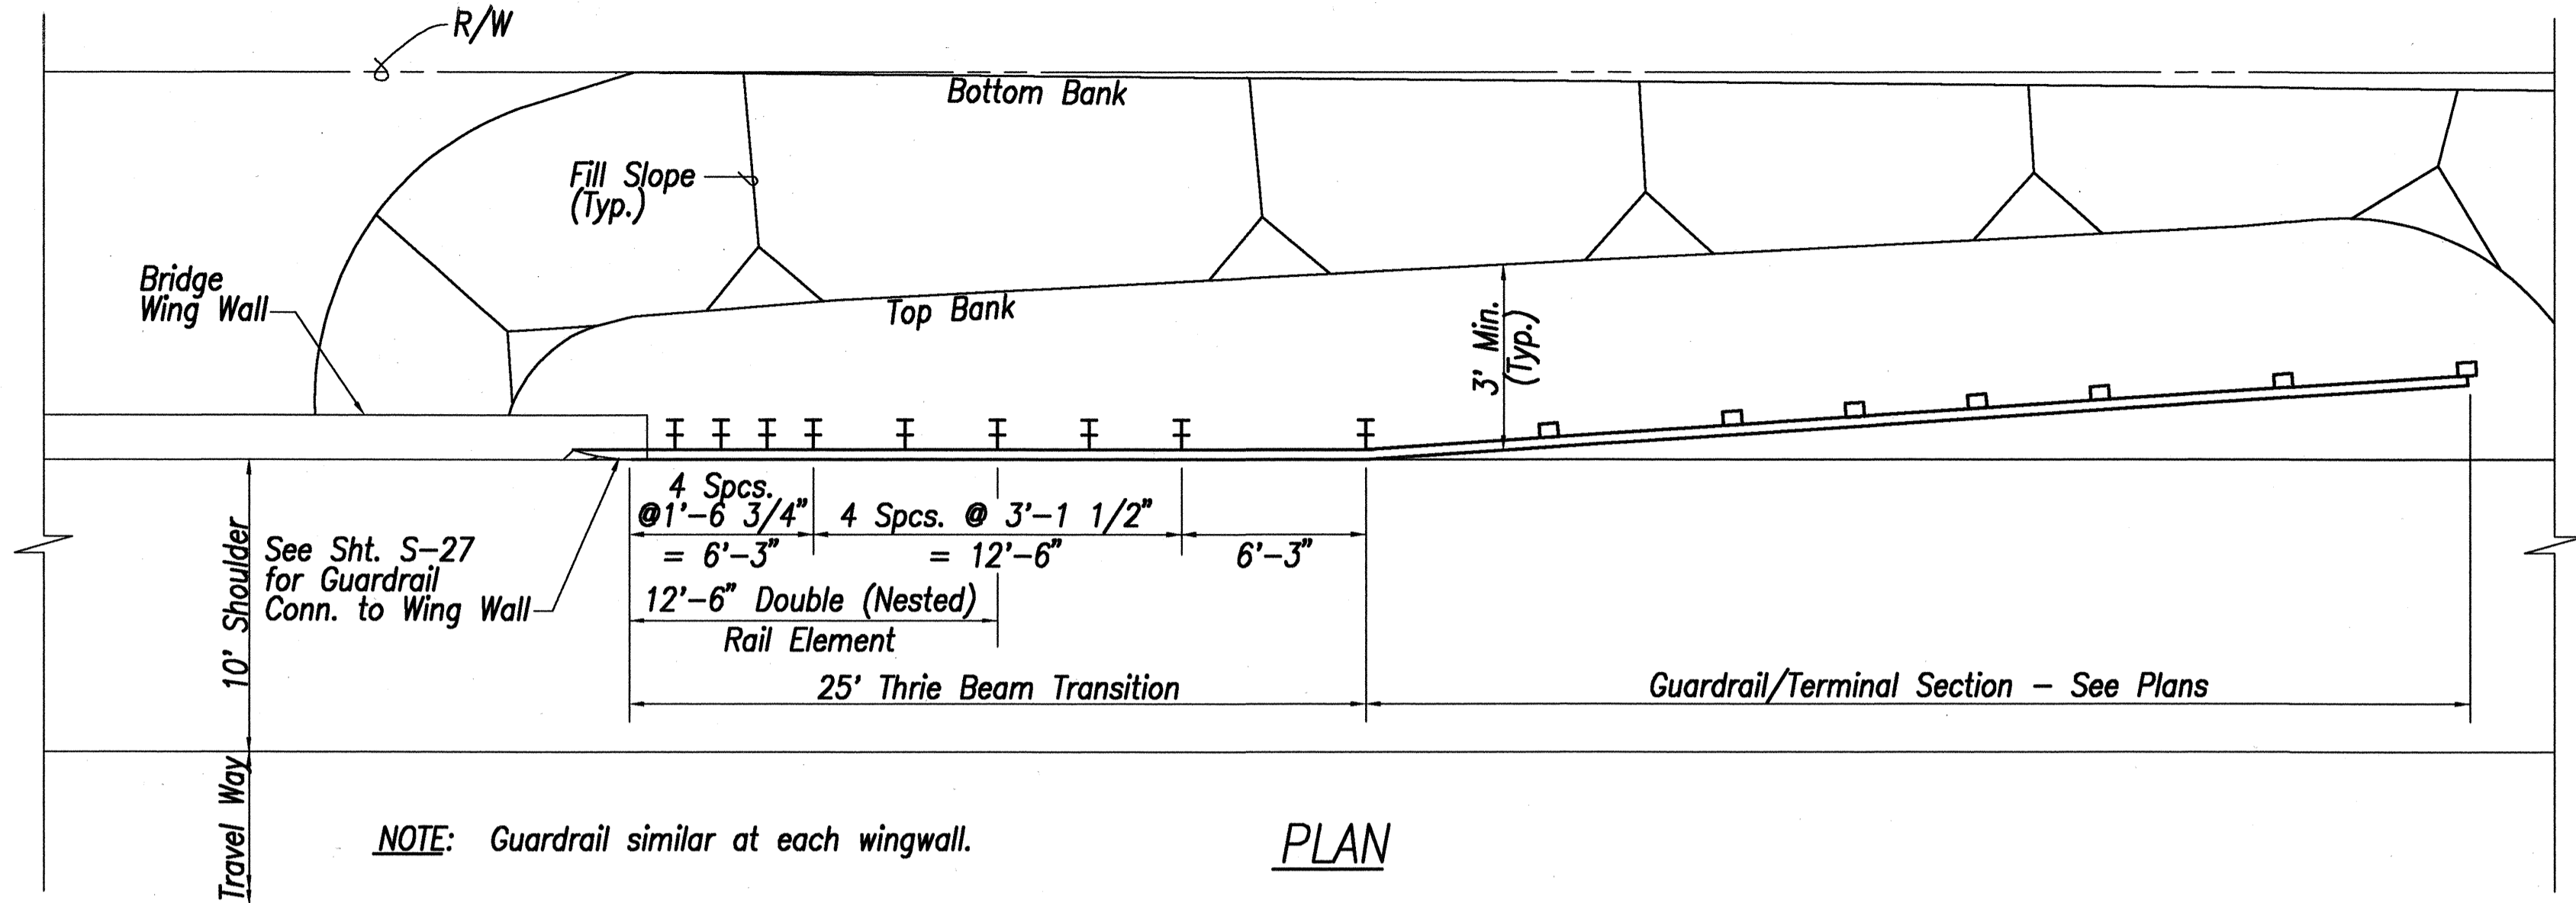 R/W
Bottom Bank
Fill Slope
(Typ.)
Bridge
Wing Wall
Top Bank
3' Min.
(Typ.)
4 Spcs.
@1'-6 3/4"
= 6'-3"
4 Spcs. @ 3'-1 1/2"
= 12'-6"
6'-3"
See Sht. S-27
for Guardrail
Conn. to Wing Wall
10' Shoulder
12'-6" Double (Nested)
Rail Element
25' Thrie Beam Transition
Guardrail/Terminal Section - See Plans
Travel Way
NOTE: Guardrail similar at each wingwall.
PLAN